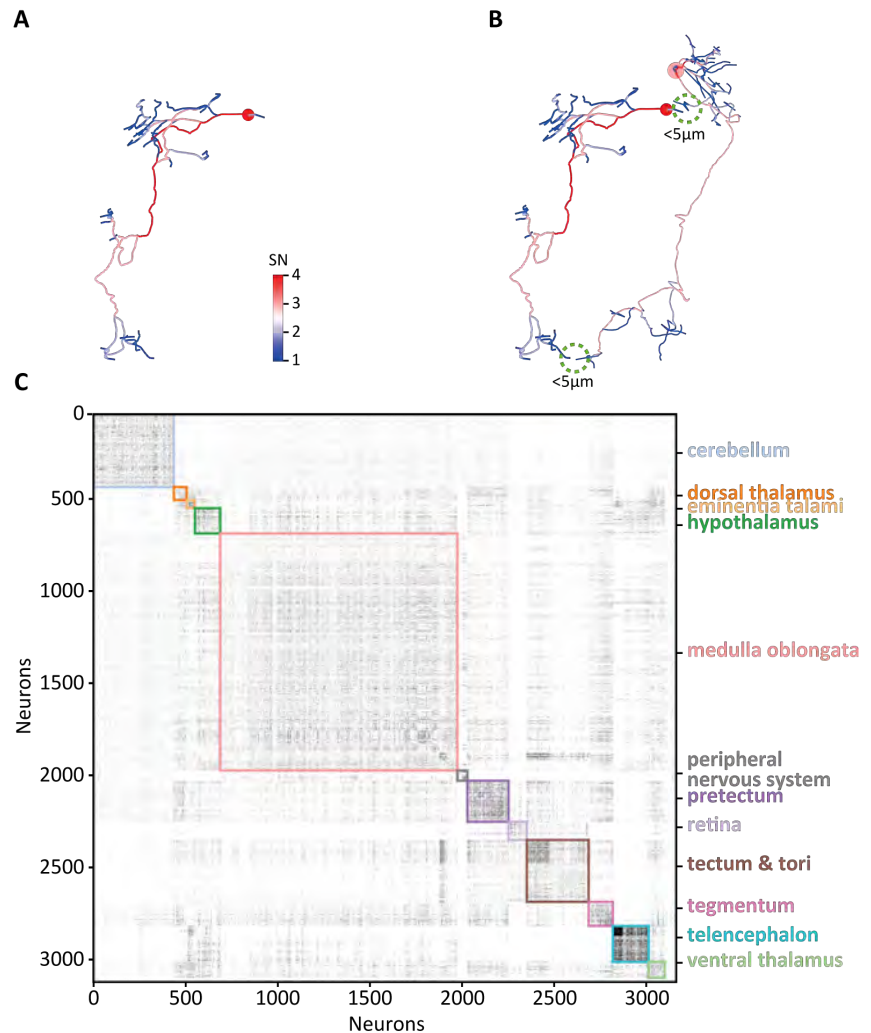 A
B
<5µm
SN
4
3
2
1
<5µm
C
0
500
1000
1500
2000
2500
3000
Neurons
cerebellum
dorsal thalamus
eminentia talami
hypothalamus
medulla oblongata
peripheral
nervous system
pretectum
retina
tectum & tori
tegmentum
telencephalon
ventral thalamus
0
500
1000
1500
2000
2500
3000
Neurons